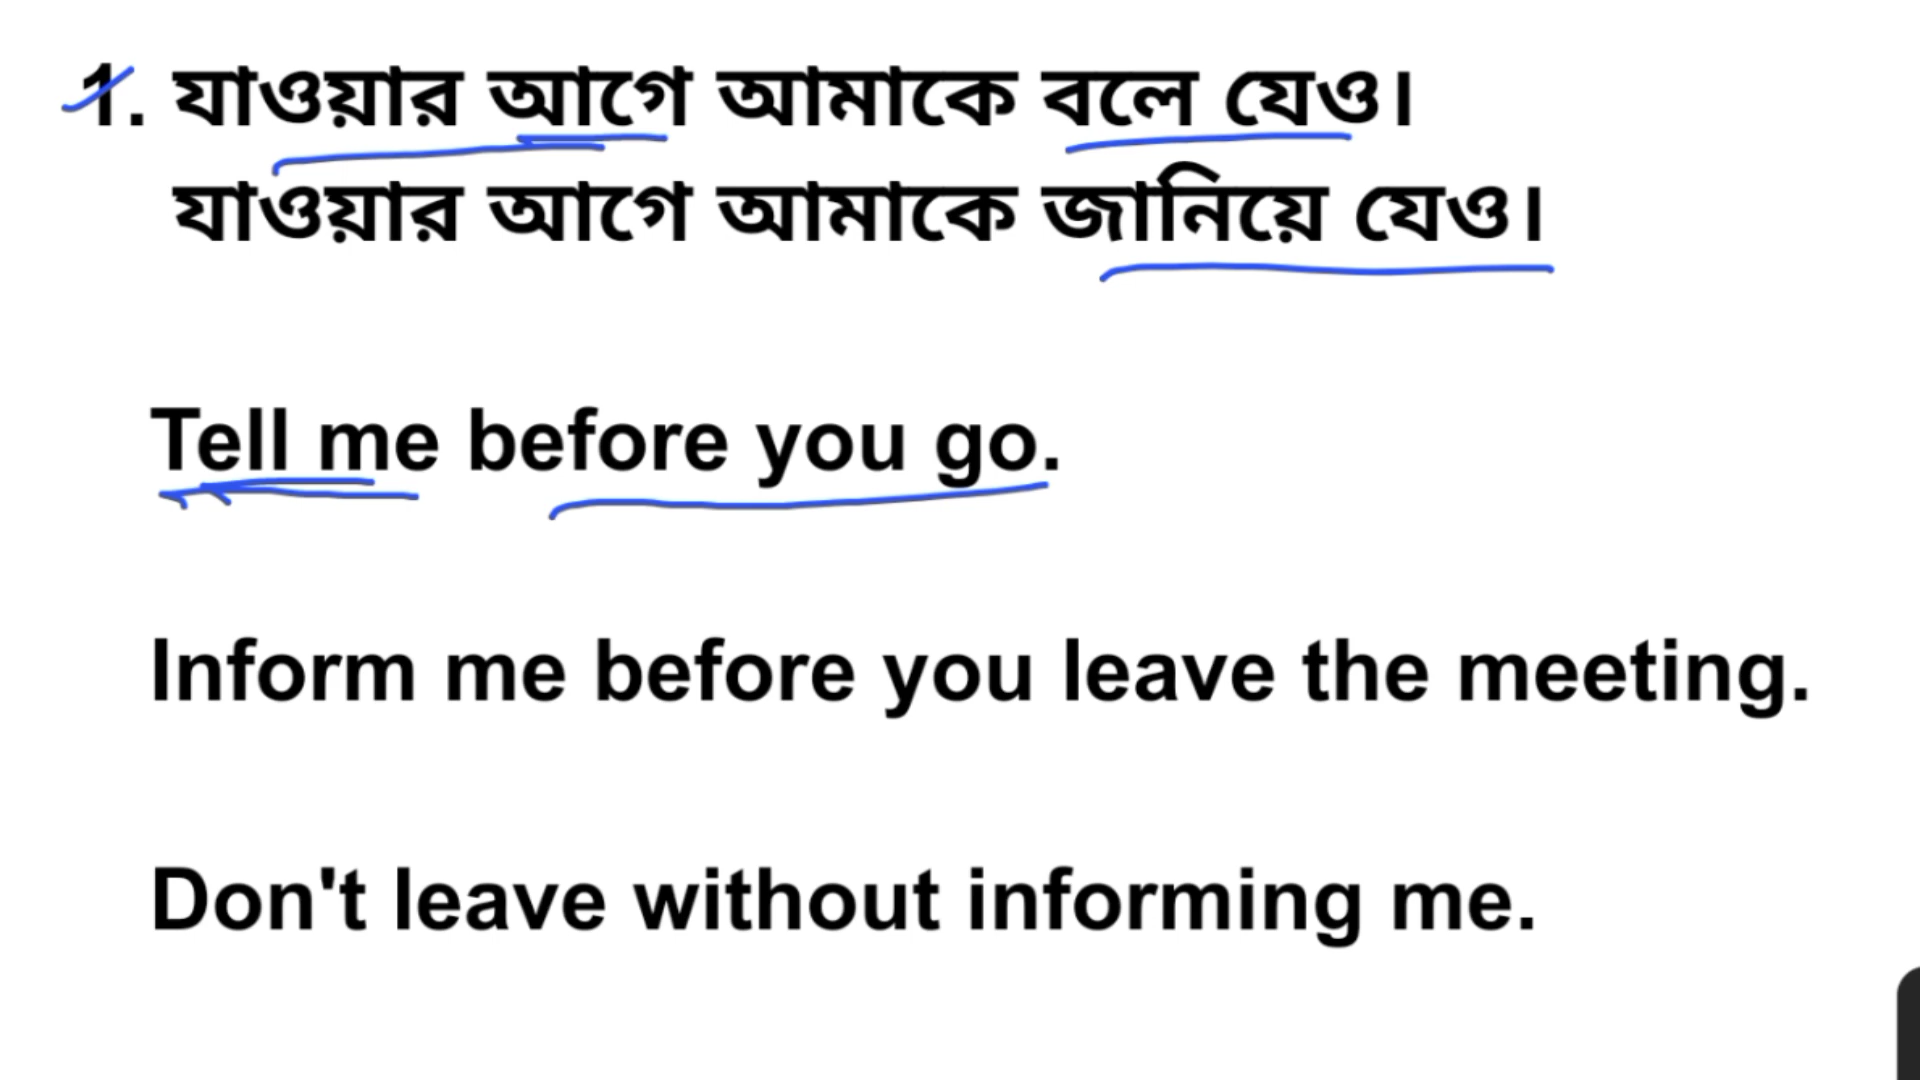 1. যাওয়ার আগে আমাকে বলে যেও।
যাওয়ার আগে আমাকে জানিয়ে যেও।
Tell me before you go.
Inform me before you leave the meeting.
Don't leave without informing me.